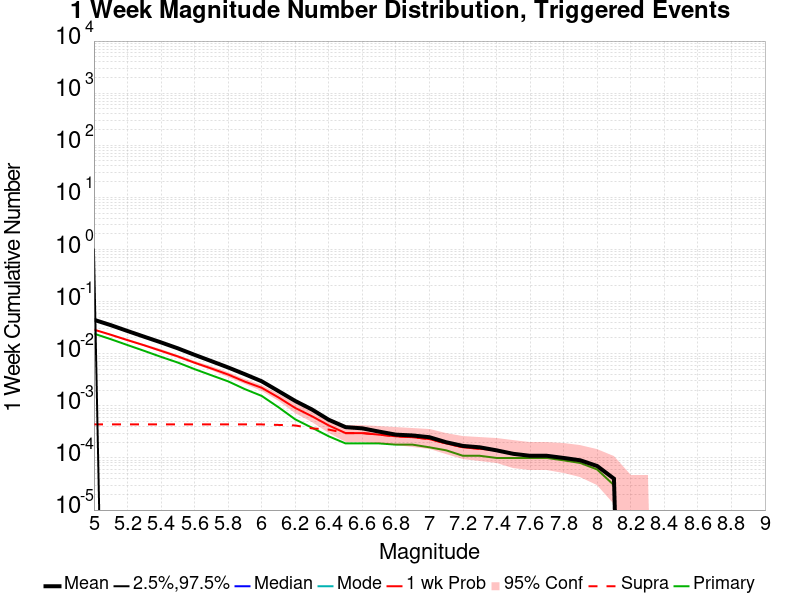 1 Week Magnitude Number Distribution, Triggered Events
1 Week Cumulative Number
10^4
10^3
10^2
10^1
10^0
10^-1
10^-2
10^-3
10^-4
10^-5
5 5.2 5.4 5.6 5.8 6 6.2 6.4 6.6 6.8 7 7.2 7.4 7.6 7.8 8 8.2 8.4 8.6 8.8 9
Magnitude
Mean 2.5%,97.5% Median Mode 1 wk Prob 95% Conf Supra Primary